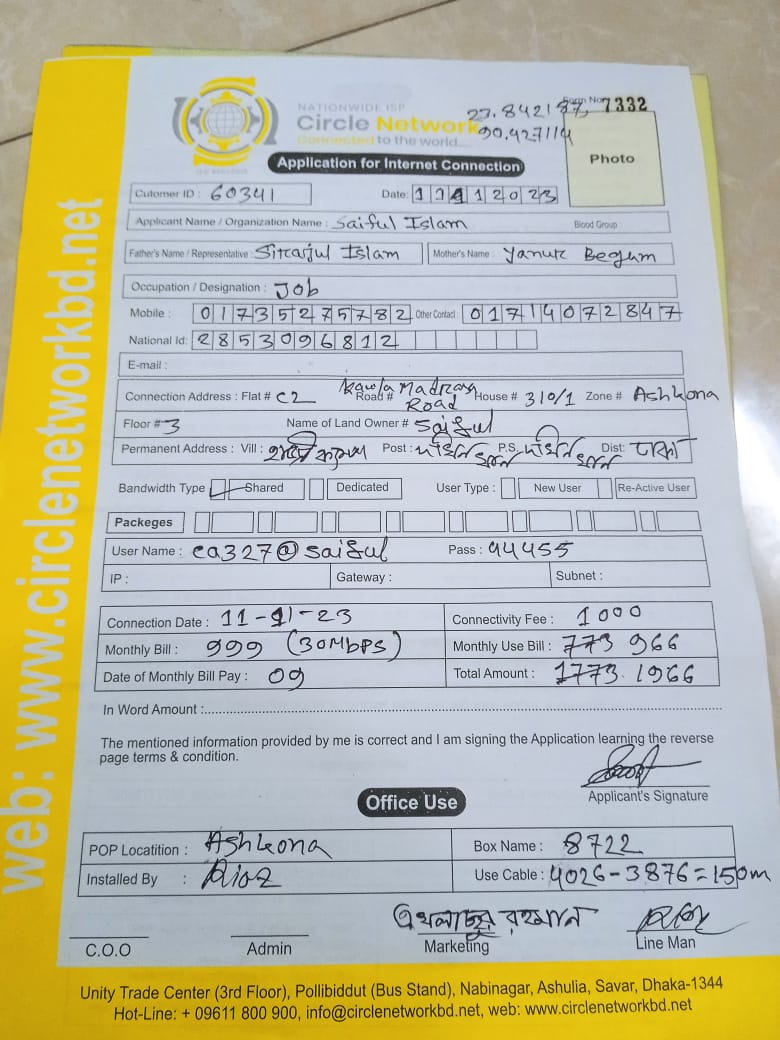 NATIONWIDE ISP
Circle Network
Connected to the world...
23.842187, Form No 7332
90.427114
Photo
Application for Internet Connection
Cutomer ID : 60341 Date: 2023
Applicant Name / Organization Name : Saiful Islam Blood Group
Father's Name / Representative : Sirajul Islam Mother's Name : Begum
Occupation / Designation : Job
Mobile : 01735275782 Other Contact : 01714072847
National Id: 2853096812
E-mail :
Connection Address : Flat # C2 Road # Kawla Madrasa Road House # 310/1 Zone # Ashkona
Floor # 3 Name of Land Owner # Saiful
Permanent Address : Vill : Post : P.S. Dist: ঢাকা
Bandwidth Type Shared Dedicated User Type : New User Re-Active User
Packeges
User Name : ca327@saiful Pass : 44455
IP : Gateway : Subnet :
Connection Date : 11-11-23 Connectivity Fee : 1000
Monthly Bill : 999 (30Mbps) Monthly Use Bill : 773 966
Date of Monthly Bill Pay : 09 Total Amount : 1773. 1966
In Word Amount :
The mentioned information provided by me is correct and I am signing the Application learning the reverse
page terms & condition.
Applicant's Signature
Office Use
POP Locatition : Ashkona Box Name : 8722
Installed By : Riaz Use Cable : 4026-3876=150m
এখলাছুর রহমান
C.O.O Admin Marketing Line Man
Unity Trade Center (3rd Floor), Pollibiddut (Bus Stand), Nabinagar, Ashulia, Savar, Dhaka-1344
Hot-Line: + 09611 800 900, info@circlenetworkbd.net, web: www.circlenetworkbd.net
web: www.circlenetworkbd.net